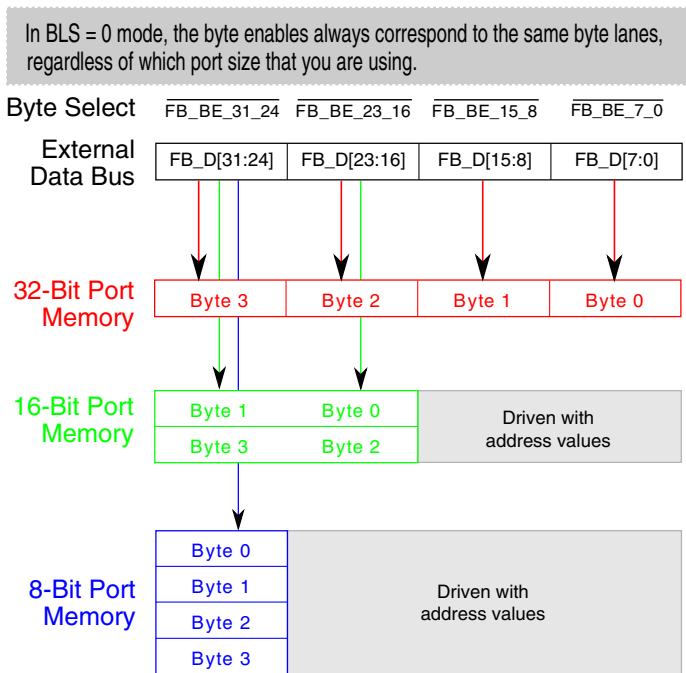 In BLS = 0 mode, the byte enables always correspond to the same byte lanes,
regardless of which port size that you are using.
Byte Select FB_BE_31_24 FB_BE_23_16 FB_BE_15_8 FB_BE_7_0
External
Data Bus
FB_D[31:24] FB_D[23:16] FB_D[15:8] FB_D[7:0]
32-Bit Port
Memory
Byte 3 Byte 2 Byte 1 Byte 0
16-Bit Port
Memory
Byte 1 Byte 0
Byte 3 Byte 2
Driven with
address values
8-Bit Port
Memory
Byte 0
Byte 1
Byte 2
Byte 3
Driven with
address values